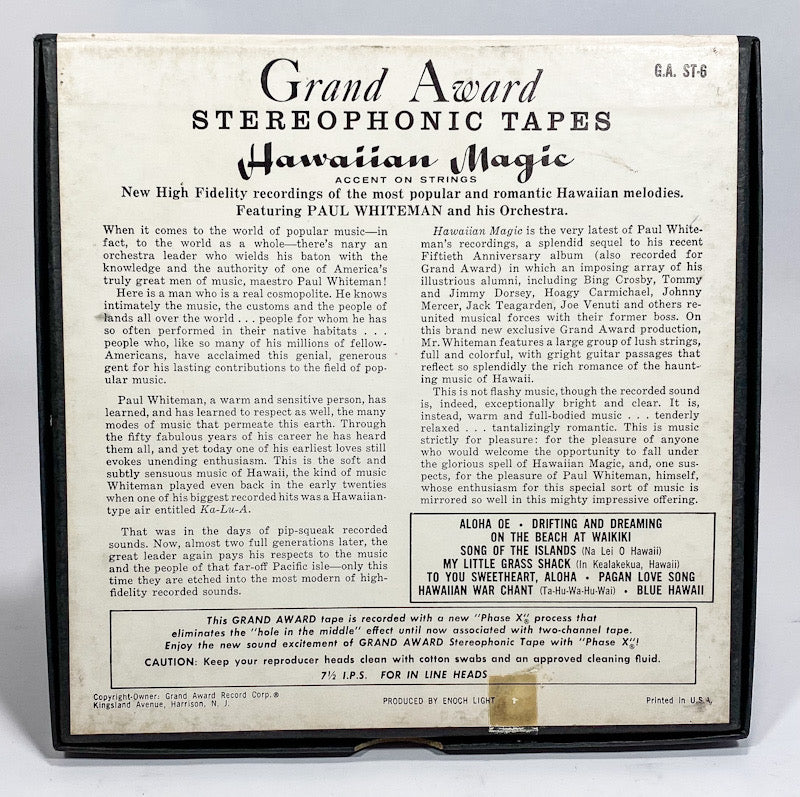 Grand Award
G.A. ST-6
STEREOPHONIC TAPES
Hawaiian Magic
ACCENT ON STRINGS
New High Fidelity recordings of the most popular and romantic Hawaiian melodies.
Featuring PAUL WHITEMAN and his Orchestra.
When it comes to the world of popular music—in
fact, to the world as a whole—there's nary an
orchestra leader who wields his baton with the
knowledge and the authority of one of America's
truly great men of music, maestro Paul Whiteman!
Here is a man who is a real cosmopolite. He knows
intimately the music, the customs and the people of
lands all over the world . . . people for whom he has
so often performed in their native habitats . . .
people who, like so many of his millions of fellow-
Americans, have acclaimed this genial, generous
gent for his lasting contributions to the field of pop-
ular music.
Paul Whiteman, a warm and sensitive person, has
learned, and has learned to respect as well, the many
modes of music that permeate this earth. Through
the fifty fabulous years of his career he has heard
them all, and yet today one of his earliest loves still
evokes unending enthusiasm. This is the soft and
subtly sensuous music of Hawaii, the kind of music
Whiteman played even back in the early twenties
when one of his biggest recorded hits was a Hawaiian-
type air entitled Ka-Lu-A.
That was in the days of pip-squeak recorded
sounds. Now, almost two full generations later, the
great leader again pays his respects to the music
and the people of that far-off Pacific isle—only this
time they are etched into the most modern of high-
fidelity recorded sounds.
Hawaiian Magic is the very latest of Paul White-
man's recordings, a splendid sequel to his recent
Fiftieth Anniversary album (also recorded for
Grand Award) in which an imposing array of his
illustrious alumni, including Bing Crosby, Tommy
and Jimmy Dorsey, Hoagy Carmichael, Johnny
Mercer, Jack Teagarden, Joe Venuti and others re-
united musical forces with their former boss. On
this brand new exclusive Grand Award production,
Mr. Whiteman features a large group of lush strings,
full and colorful, with gright guitar passages that
reflect so splendidly the rich romance of the haunt-
ing music of Hawaii.
This is not flashy music, though the recorded sound
is, indeed, exceptionally bright and clear. It is,
instead, warm and full-bodied music . . . tenderly
relaxed . . . tantalizingly romantic. This is music
strictly for pleasure: for the pleasure of anyone
who would welcome the opportunity to fall under
the glorious spell of Hawaiian Magic, and, one sus-
pects, for the pleasure of Paul Whiteman, himself,
whose enthusiasm for this special sort of music is
mirrored so well in this mighty impressive offering.
ALOHA OE • DRIFTING AND DREAMING
ON THE BEACH AT WAIKIKI
SONG OF THE ISLANDS (Na Lei O Hawaii)
MY LITTLE GRASS SHACK (In Kealakekua, Hawaii)
TO YOU SWEETHEART, ALOHA • PAGAN LOVE SONG
HAWAIIAN WAR CHANT (Ta-Hu-Wa-Hu-Wai) • BLUE HAWAII
This GRAND AWARD tape is recorded with a new "Phase X"® process that
eliminates the "hole in the middle" effect until now associated with two-channel tape.
Enjoy the new sound excitement of GRAND AWARD Stereophonic Tape with "Phase X"®!
CAUTION: Keep your reproducer heads clean with cotton swabs and an approved cleaning fluid.
7½ I.P.S. FOR IN LINE HEADS
Copyright-Owner: Grand Award Record Corp.®
Kingsland Avenue, Harrison, N. J.
PRODUCED BY ENOCH LIGHT
Printed in U.S.A.